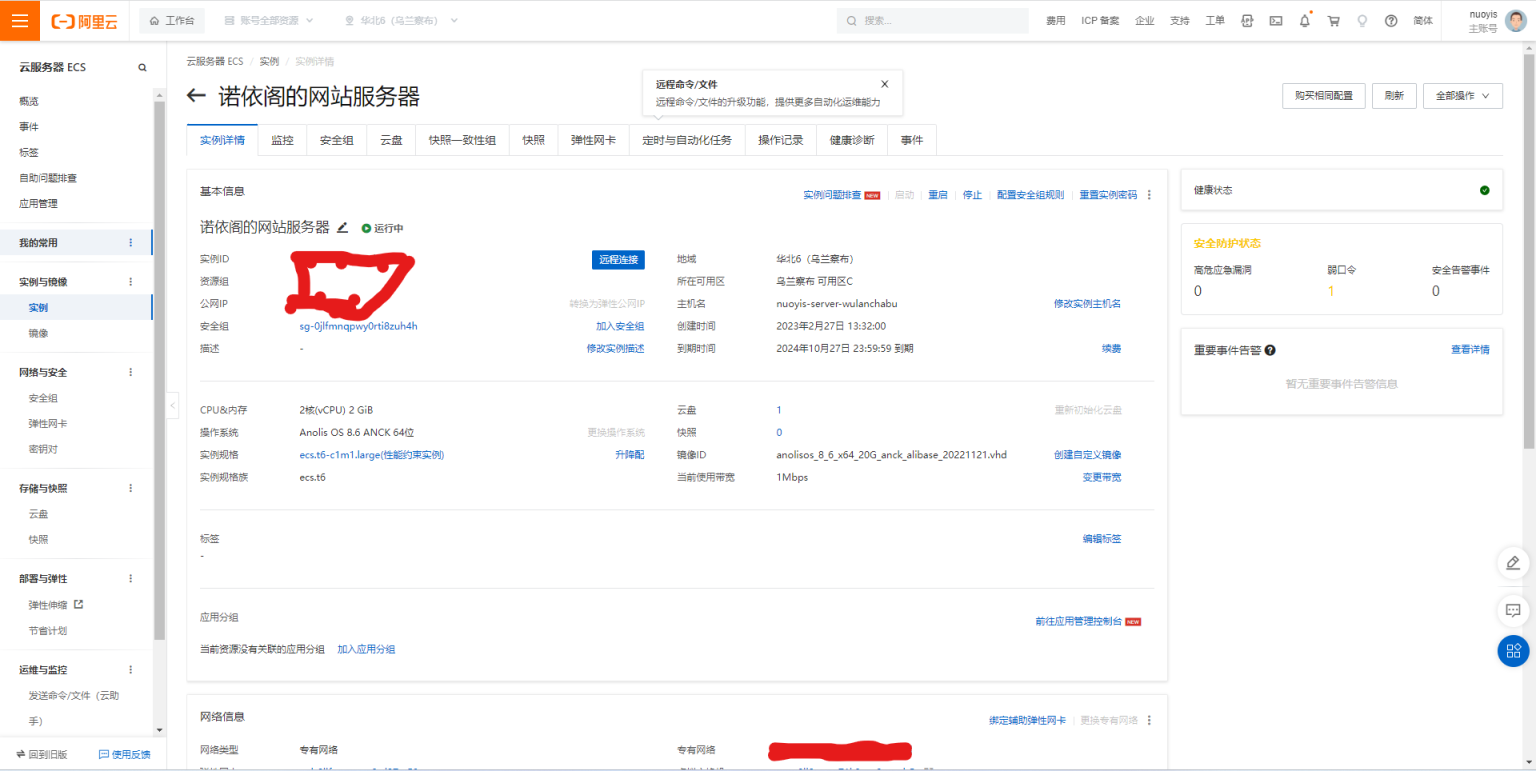 阿里云
工作台
账号全部资源
华北6（乌兰察布）
搜索...
费用 ICP 备案 企业 支持 工单 简体
nuoyis
主账号
云服务器 ECS
概览
事件
标签
自助问题排查
应用管理
我的常用
实例与镜像
实例
镜像
网络与安全
安全组
弹性网卡
密钥对
存储与快照
云盘
快照
部署与弹性
弹性伸缩
节省计划
运维与监控
发送命令/文件（云助
手）
回到旧版 使用反馈
云服务器 ECS / 实例 / 实例详情
诺依阁的网站服务器
远程命令/文件
远程命令/文件的升级功能，提供更多自动化运维能力
购买相同配置 刷新 全部操作
实例详情 监控 安全组 云盘 快照一致性组 快照 弹性网卡 定时与自动化任务 操作记录 健康诊断 事件
基本信息
实例问题排查 NEW 启动 重启 停止 配置安全组规则 重置实例密码
诺依阁的网站服务器 运行中
实例ID 远程连接 地域 华北6（乌兰察布）
资源组 所在可用区 乌兰察布 可用区C
公网IP 转换为弹性公网IP 主机名 nuoyis-server-wulanchabu 修改实例主机名
安全组 sg-0jlfmnqpwy0rti8zuh4h 加入安全组 创建时间 2023年2月27日 13:32:00
描述 - 修改实例描述 到期时间 2024年10月27日 23:59:59 到期 续费
CPU&内存 2核(vCPU) 2 GiB 云盘 1 重新初始化云盘
操作系统 Anolis OS 8.6 ANCK 64位 更换操作系统 快照 0
实例规格 ecs.t6-c1m1.large(性能约束实例) 升降配 镜像ID anolisos_8_6_x64_20G_anck_alibase_20221121.vhd 创建自定义镜像
实例规格族 ecs.t6 当前使用带宽 1Mbps 变更带宽
标签 编辑标签
-
应用分组 前往应用管理控制台 NEW
当前资源没有关联的应用分组 加入应用分组
网络信息 绑定辅助弹性网卡 更换专有网络
网络类型 专有网络 专有网络
健康状态
安全防护状态
高危应急漏洞 弱口令 安全告警事件
0 1 0
重要事件告警 查看详情
暂无重要事件告警信息